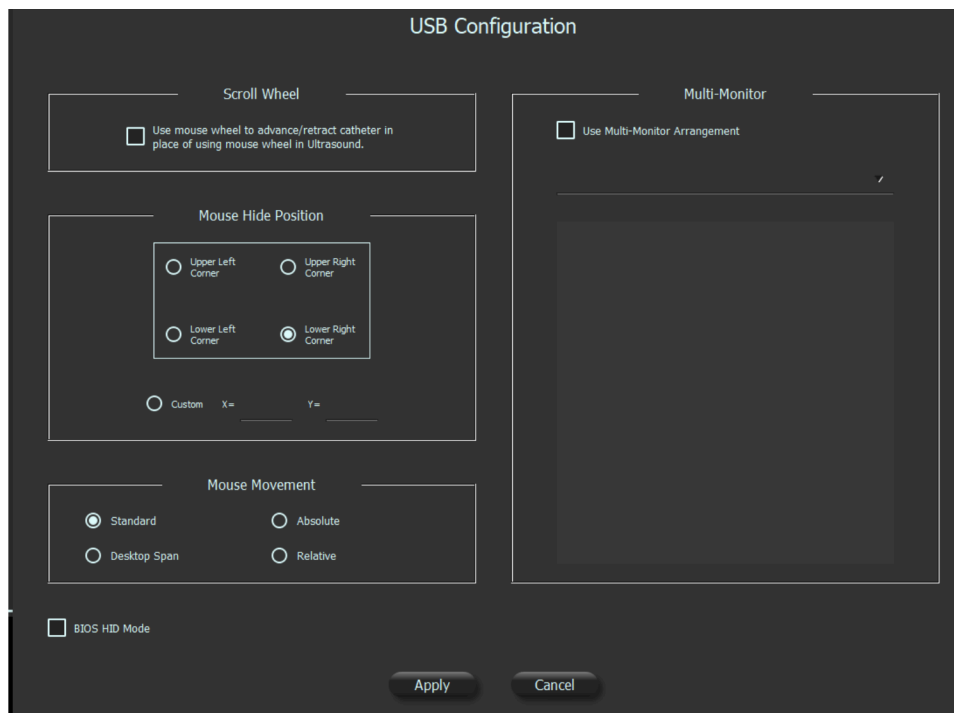 USB Configuration
Scroll Wheel
Use mouse wheel to advance/retract catheter in
place of using mouse wheel in Ultrasound.
Mouse Hide Position
Upper Left
Corner
Upper Right
Corner
Lower Left
Corner
Lower Right
Corner
Custom X= Y=
Mouse Movement
Standard Absolute
Desktop Span Relative
BIOS HID Mode
Multi-Monitor
Use Multi-Monitor Arrangement
Apply Cancel